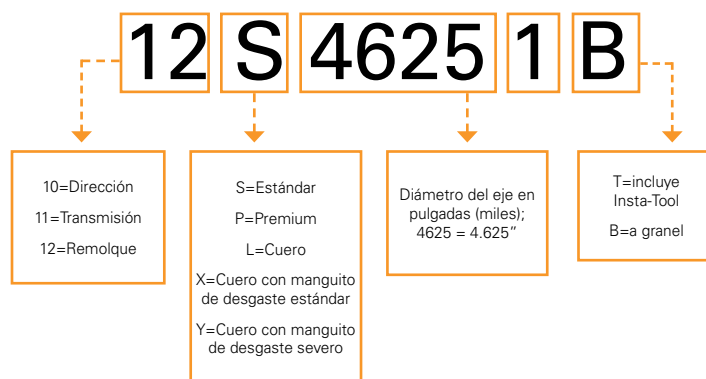 12 S 4625 1 B
10=Dirección
11=Transmisión
12=Remolque
S=Estándar
P=Premium
L=Cuero
X=Cuero con manguito
de desgaste estándar
Y=Cuero con manguito
de desgaste severo
Diámetro del eje en
pulgadas (miles);
4625 = 4.625”
T=incluye
Insta-Tool
B=a granel